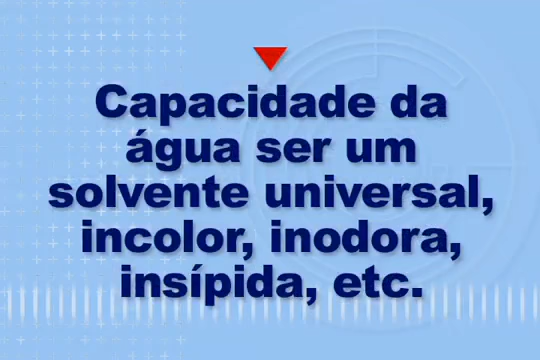 Capacidade da
água ser um
solvente universal,
incolor, inodora,
insípida, etc.